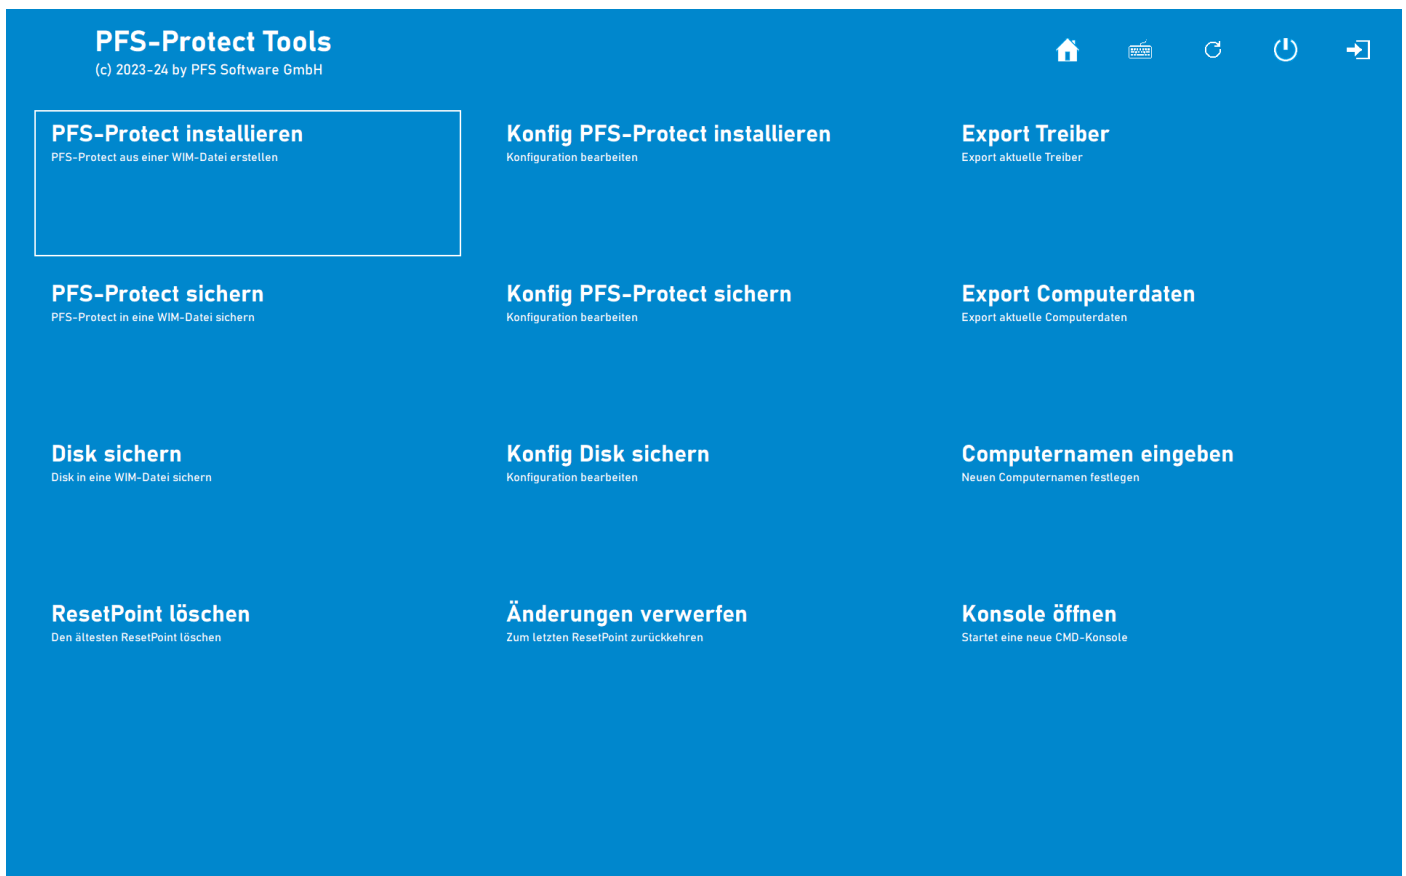 PFS-Protect Tools
(c) 2023-24 by PFS Software GmbH
PFS-Protect installieren
PFS-Protect aus einer WIM-Datei erstellen
Konfig PFS-Protect installieren
Konfiguration bearbeiten
Export Treiber
Export aktuelle Treiber
PFS-Protect sichern
PFS-Protect in eine WIM-Datei sichern
Konfig PFS-Protect sichern
Konfiguration bearbeiten
Export Computerdaten
Export aktuelle Computerdaten
Disk sichern
Disk in eine WIM-Datei sichern
Konfig Disk sichern
Konfiguration bearbeiten
Computernamen eingeben
Neuen Computernamen festlegen
ResetPoint löschen
Den ältesten ResetPoint löschen
Änderungen verwerfen
Zum letzten ResetPoint zurückkehren
Konsole öffnen
Startet eine neue CMD-Konsole